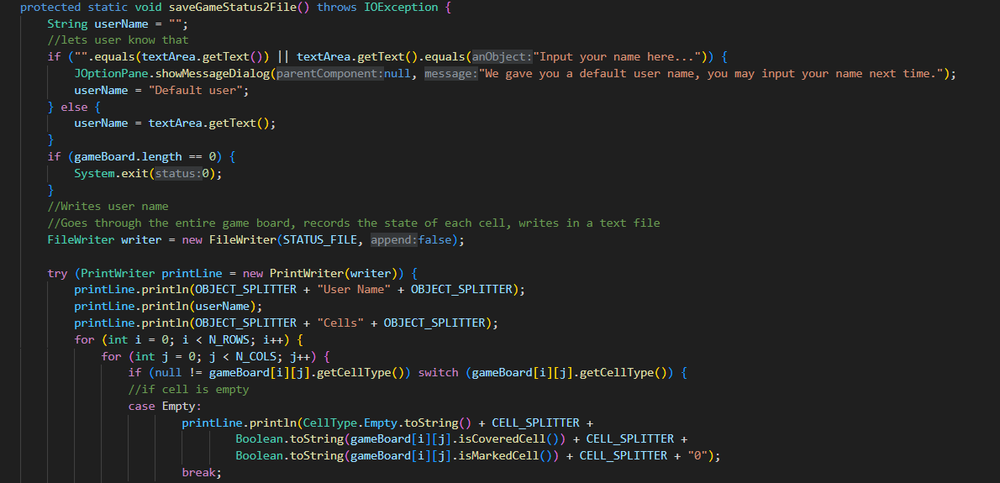 protected static void saveGameStatus2File() throws IOException {
    String userName = "";
    //lets user know that
    if ("".equals(textArea.getText()) || textArea.getText().equals(anObject:"Input your name here...")) {
        JOptionPane.showMessageDialog(parentComponent:null, message:"We gave you a default user name, you may input your name next time.");
        userName = "Default user";
    } else {
        userName = textArea.getText();
    }
    if (gameBoard.length == 0) {
        System.exit(status:0);
    }
    //Writes user name
    //Goes through the entire game board, records the state of each cell, writes in a text file
    FileWriter writer = new FileWriter(STATUS_FILE, append:false);

    try (PrintWriter printLine = new PrintWriter(writer)) {
        printLine.println(OBJECT_SPLITTER + "User Name" + OBJECT_SPLITTER);
        printLine.println(userName);
        printLine.println(OBJECT_SPLITTER + "Cells" + OBJECT_SPLITTER);
        for (int i = 0; i < N_ROWS; i++) {
            for (int j = 0; j < N_COLS; j++) {
                if (null != gameBoard[i][j].getCellType()) switch (gameBoard[i][j].getCellType()) {
                //if cell is empty
                case Empty:
                        printLine.println(CellType.Empty.toString() + CELL_SPLITTER +
                                Boolean.toString(gameBoard[i][j].isCoveredCell()) + CELL_SPLITTER +
                                Boolean.toString(gameBoard[i][j].isMarkedCell()) + CELL_SPLITTER + "0");
                        break;